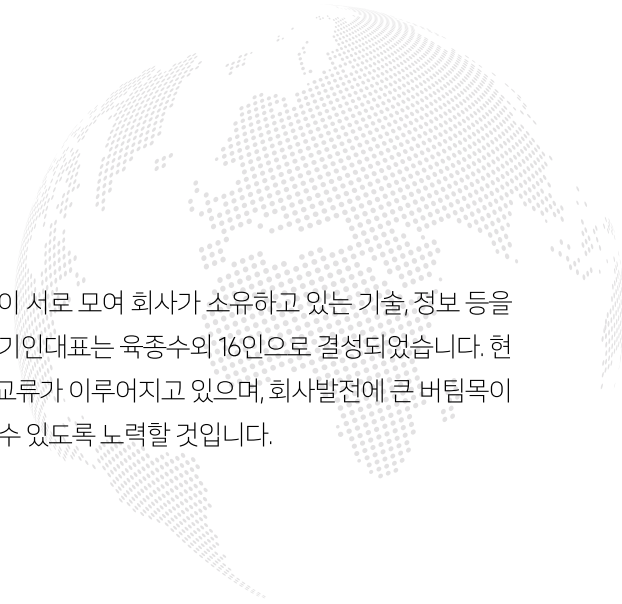 이 서로 모여 회사가 소유하고 있는 기술, 정보 등을
기인대표는 육종수외 16인으로 결성되었습니다. 현
교류가 이루어지고 있으며, 회사발전에 큰 버팀목이
수 있도록 노력할 것입니다.